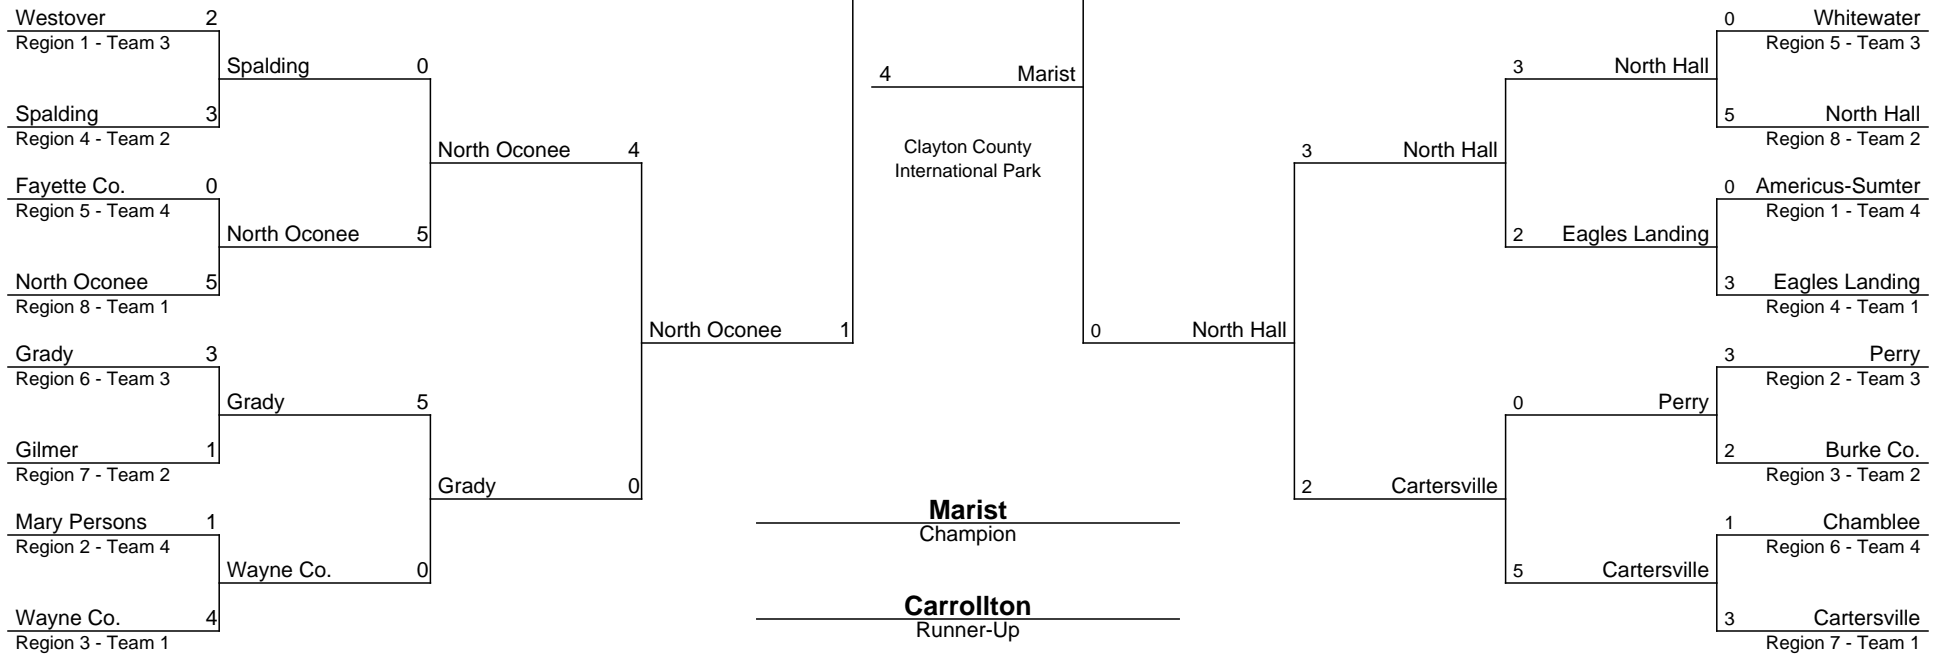 Westover 2
Region 1 - Team 3
Spalding 3
Region 4 - Team 2
Fayette Co. 0
Region 5 - Team 4
North Oconee 5
Region 8 - Team 1
Grady 3
Region 6 - Team 3
Gilmer 1
Region 7 - Team 2
Mary Persons 1
Region 2 - Team 4
Wayne Co. 4
Region 3 - Team 1
Spalding 0
North Oconee 5
Grady 5
Wayne Co. 0
North Oconee 4
Grady 0
North Oconee 1
4 Marist
Clayton County
International Park
Marist
Champion
Carrollton
Runner-Up
0 North Hall
3 North Hall
2 Cartersville
3 North Hall
2 Eagles Landing
0 Perry
5 Cartersville
0 Whitewater
Region 5 - Team 3
5 North Hall
Region 8 - Team 2
0 Americus-Sumter
Region 1 - Team 4
3 Eagles Landing
Region 4 - Team 1
3 Perry
Region 2 - Team 3
2 Burke Co.
Region 3 - Team 2
1 Chamblee
Region 6 - Team 4
3 Cartersville
Region 7 - Team 1